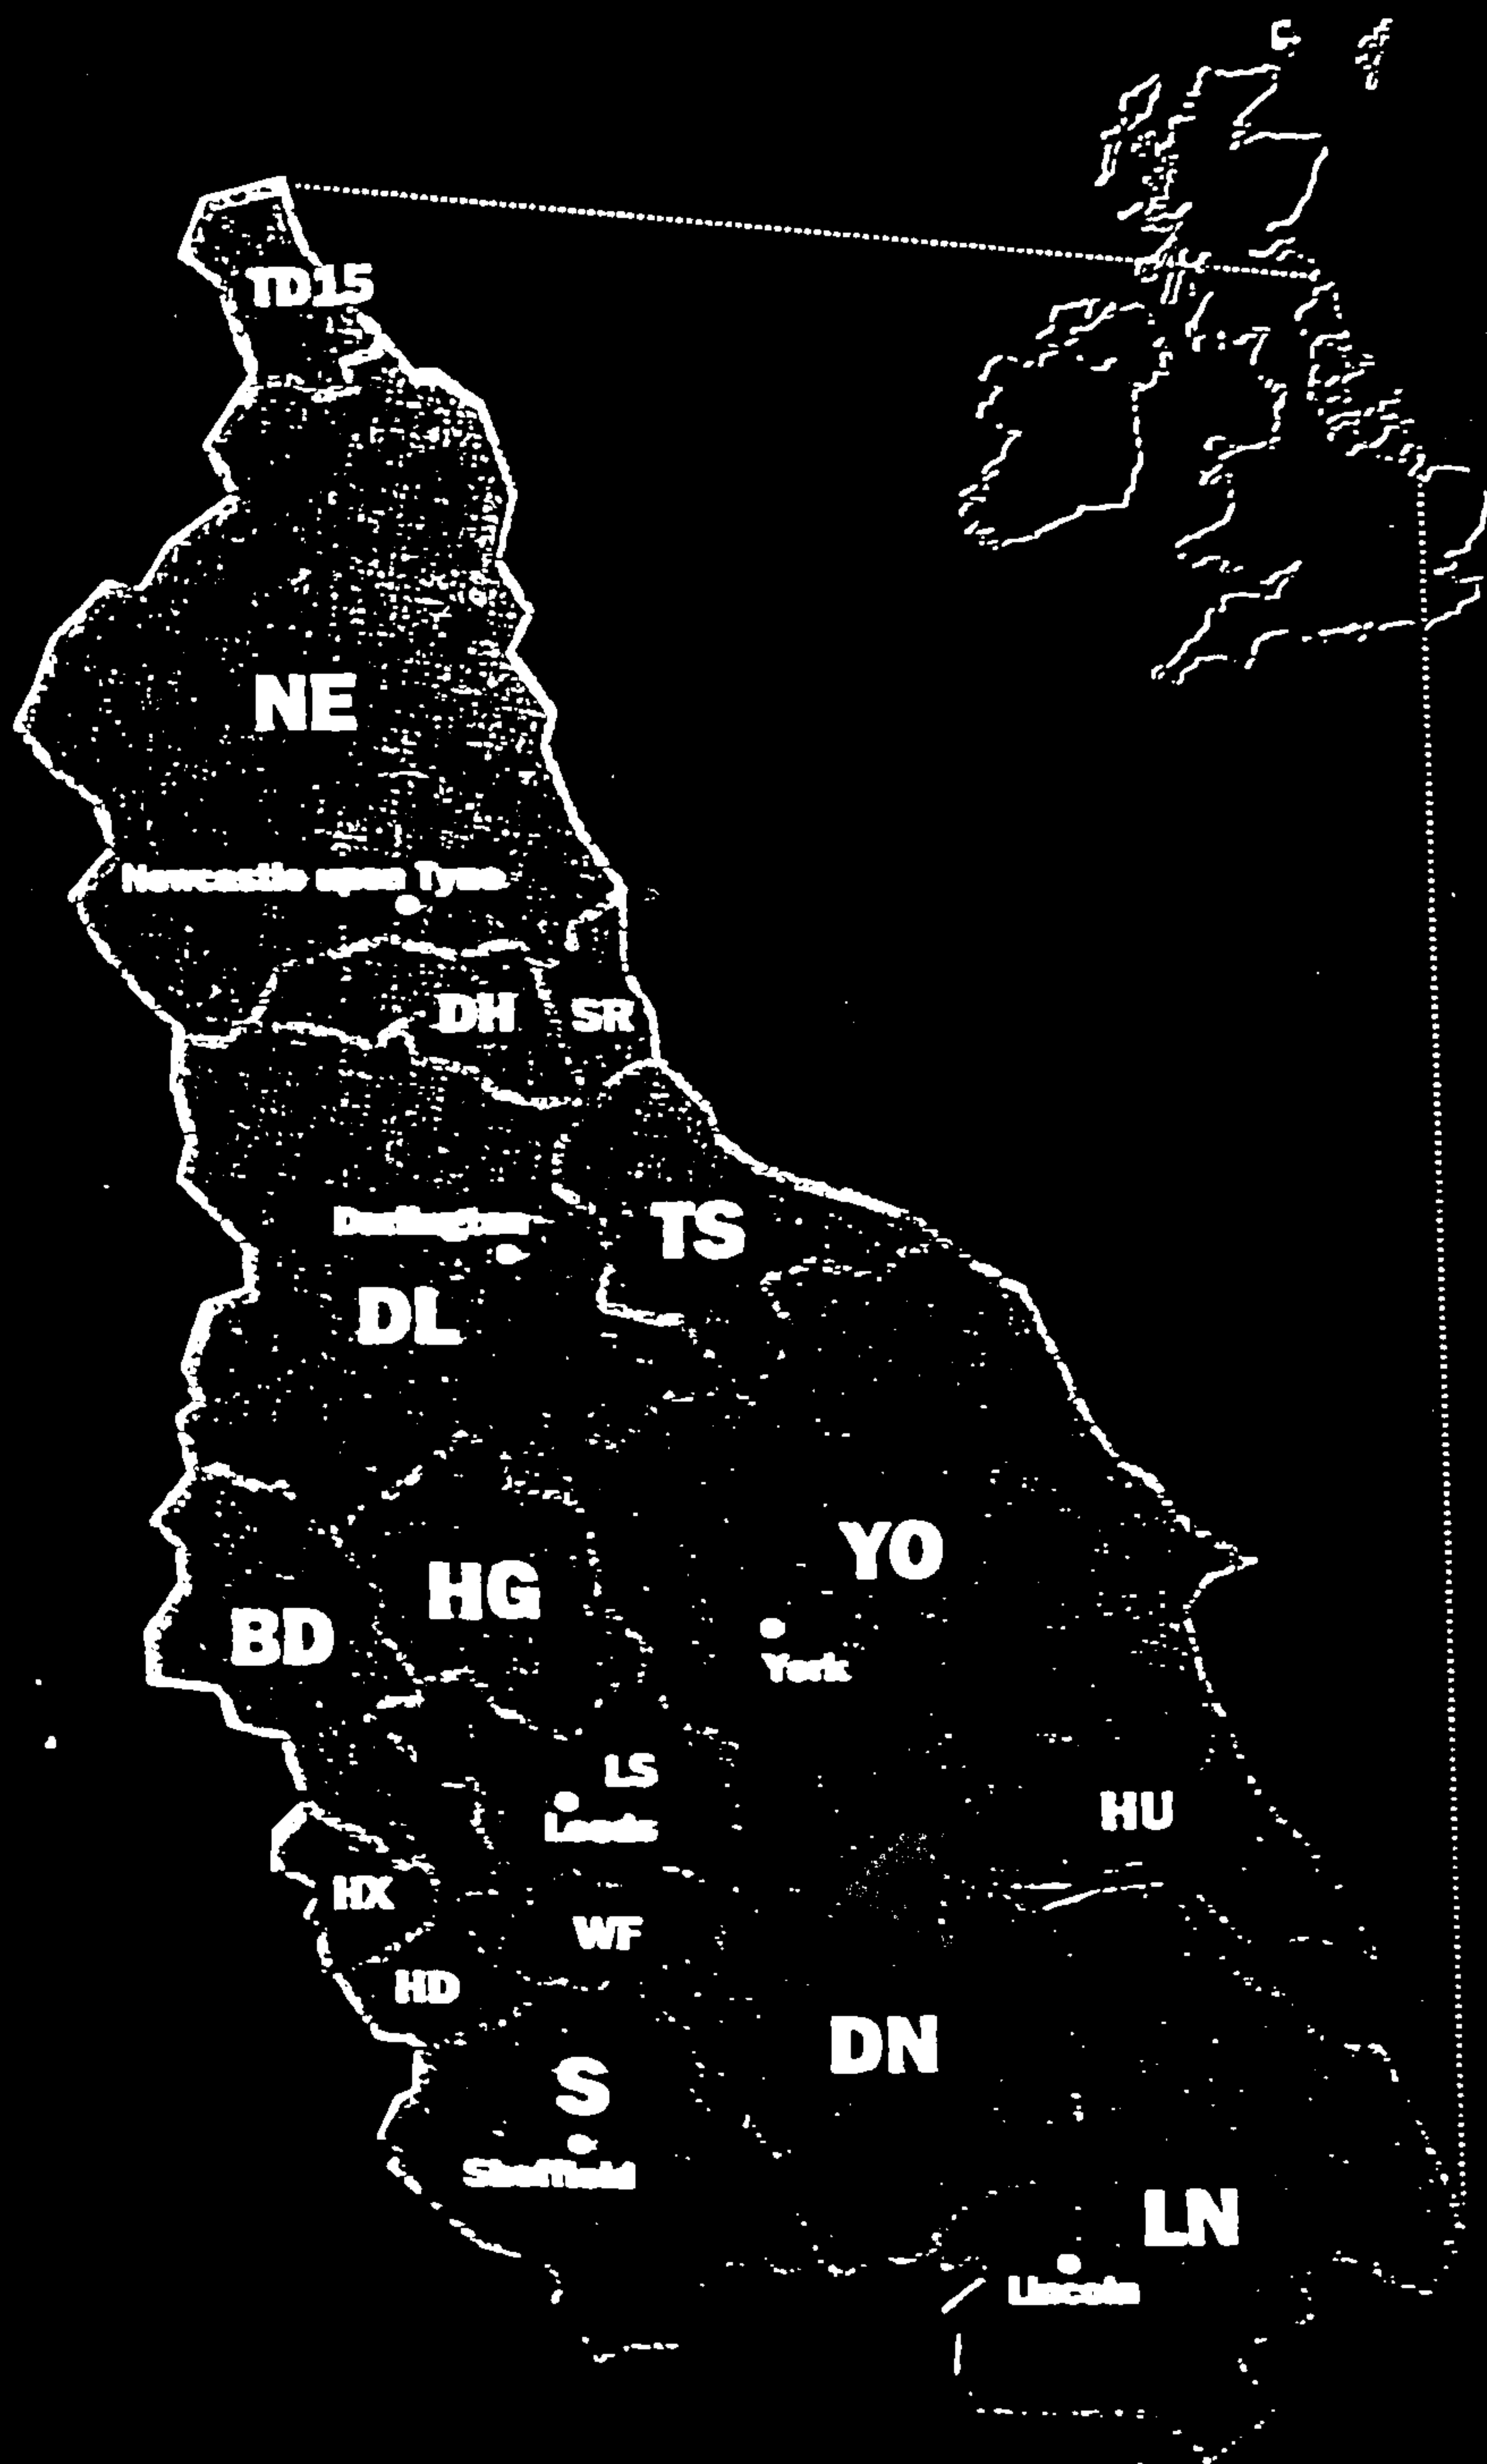 TD15
NE
Newcastle upon Tyne
DH SR
Darlington
TS
DL
YO
HG
BD
York
LS
Leeds
HU
HX
WF
HD
DN
S
Sheffield
LN
Lincoln